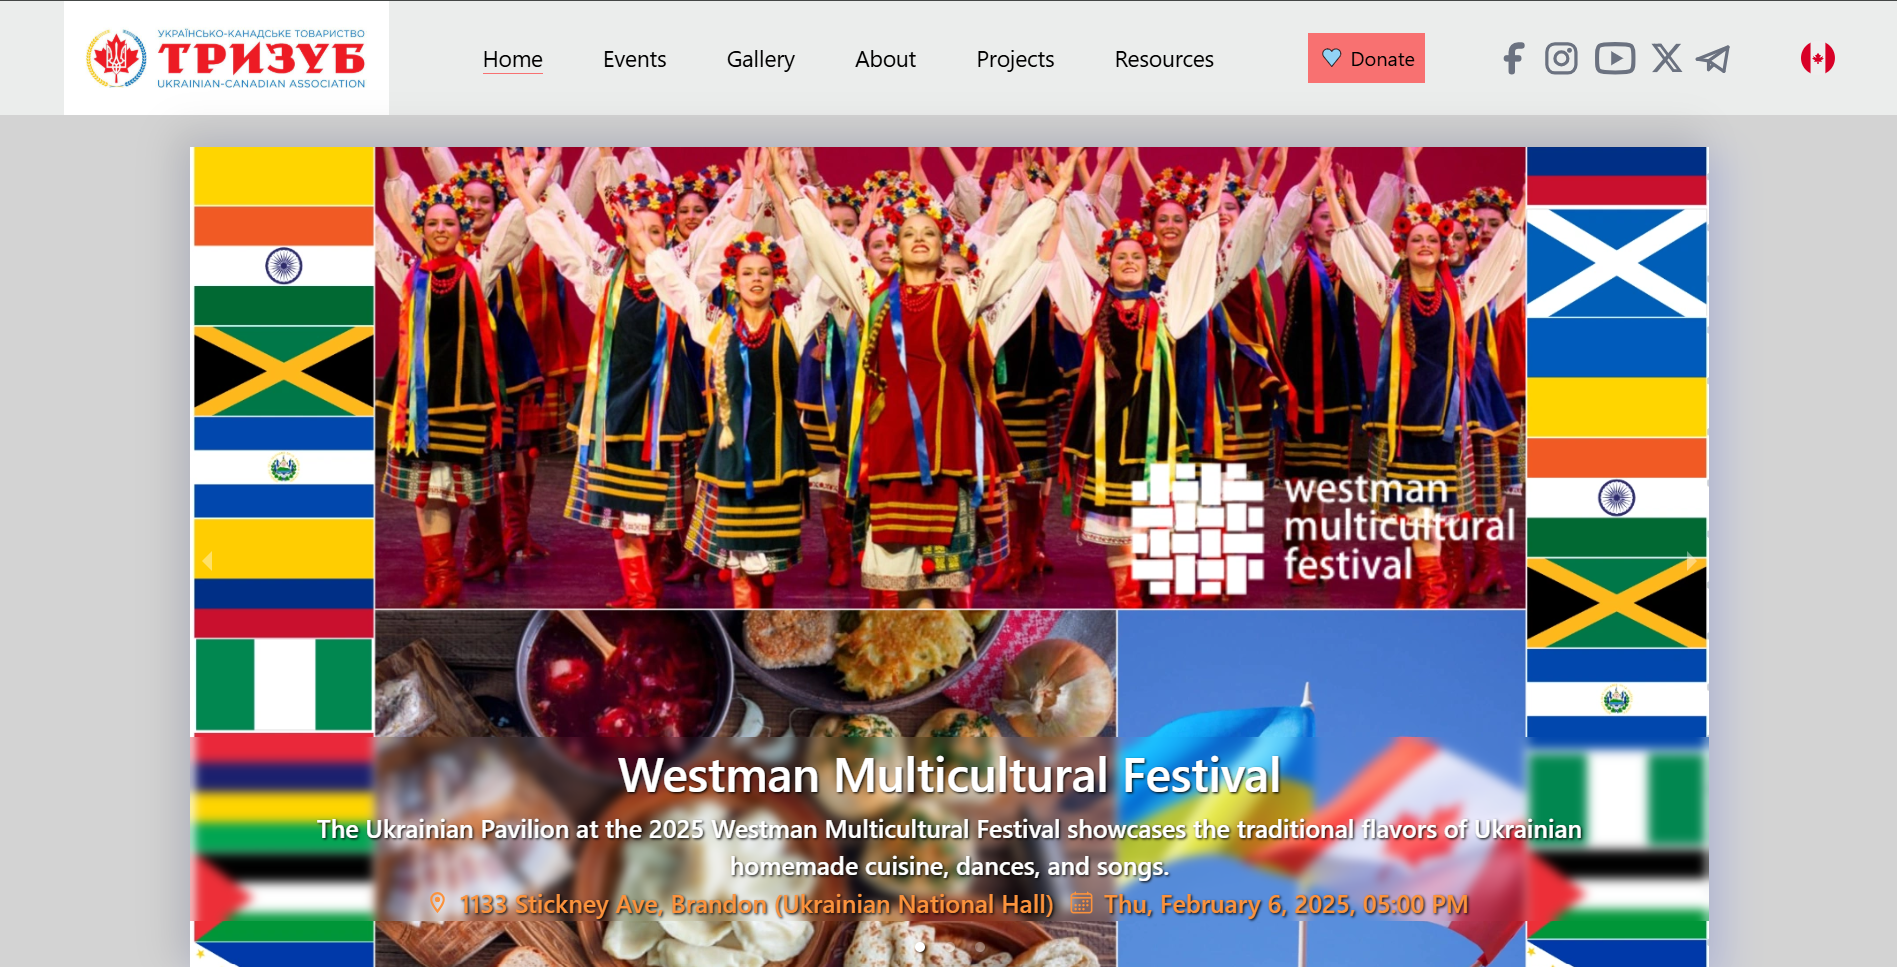 УКРАЇНСЬКО-КАНАДСЬКЕ ТОВАРИСТВО
ТРИЗУБ
UKRAINIAN-CANADIAN ASSOCIATION
Home
Events
Gallery
About
Projects
Resources
Donate
westman
multicultural
festival
Westman Multicultural Festival
The Ukrainian Pavilion at the 2025 Westman Multicultural Festival showcases the traditional flavors of Ukrainian
homemade cuisine, dances, and songs.
1133 Stickney Ave, Brandon (Ukrainian National Hall) Thu, February 6, 2025, 05:00 PM